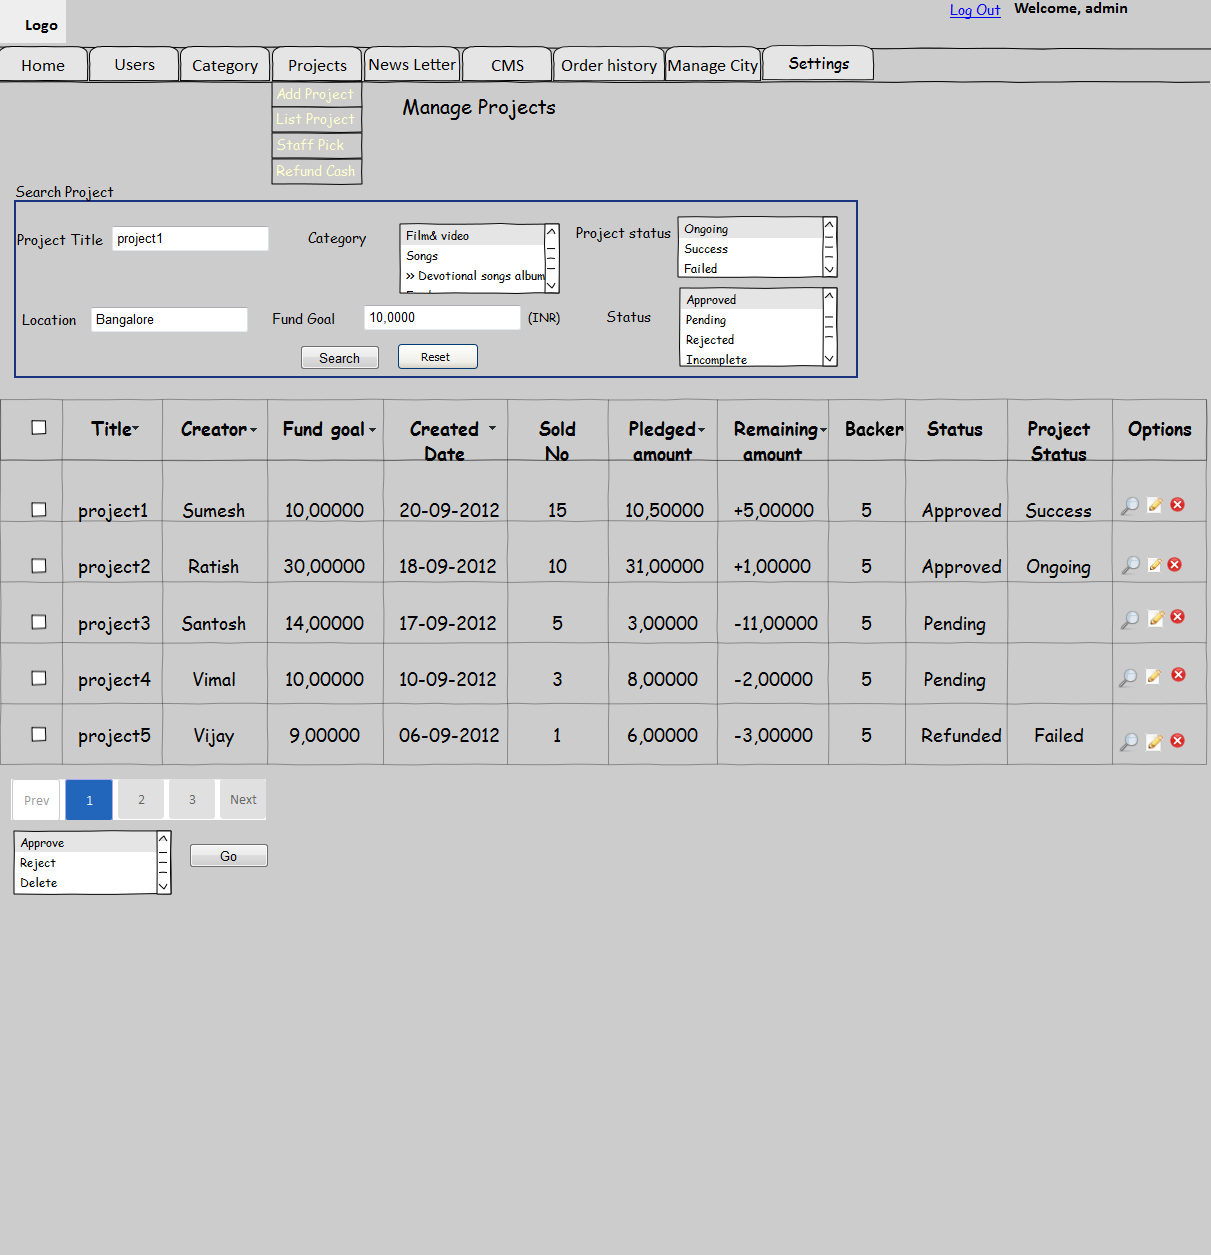 Log Out Welcome, admin
Logo
Home Users Category Projects News Letter CMS Order history Manage City Settings
Add Project
List Project
Staff Pick
Refund Cash
Manage Projects
Search Project
Project Title project1 Category Film& video
Songs
» Devotional songs album
Project status Ongoing
Success
Failed
Location Bangalore Fund Goal 10,0000 (INR) Status Approved
Pending
Rejected
Incomplete
Search Reset
Title Creator Fund goal Created Date Sold No Pledged amount Remaining amount Backer Status Project Status Options
project1 Sumesh 10,00000 20-09-2012 15 10,50000 +5,00000 5 Approved Success
project2 Ratish 30,00000 18-09-2012 10 31,00000 +1,00000 5 Approved Ongoing
project3 Santosh 14,00000 17-09-2012 5 3,00000 -11,00000 5 Pending
project4 Vimal 10,00000 10-09-2012 3 8,00000 -2,00000 5 Pending
project5 Vijay 9,00000 06-09-2012 1 6,00000 -3,00000 5 Refunded Failed
Prev 1 2 3 Next
Approve
Reject
Delete
Go